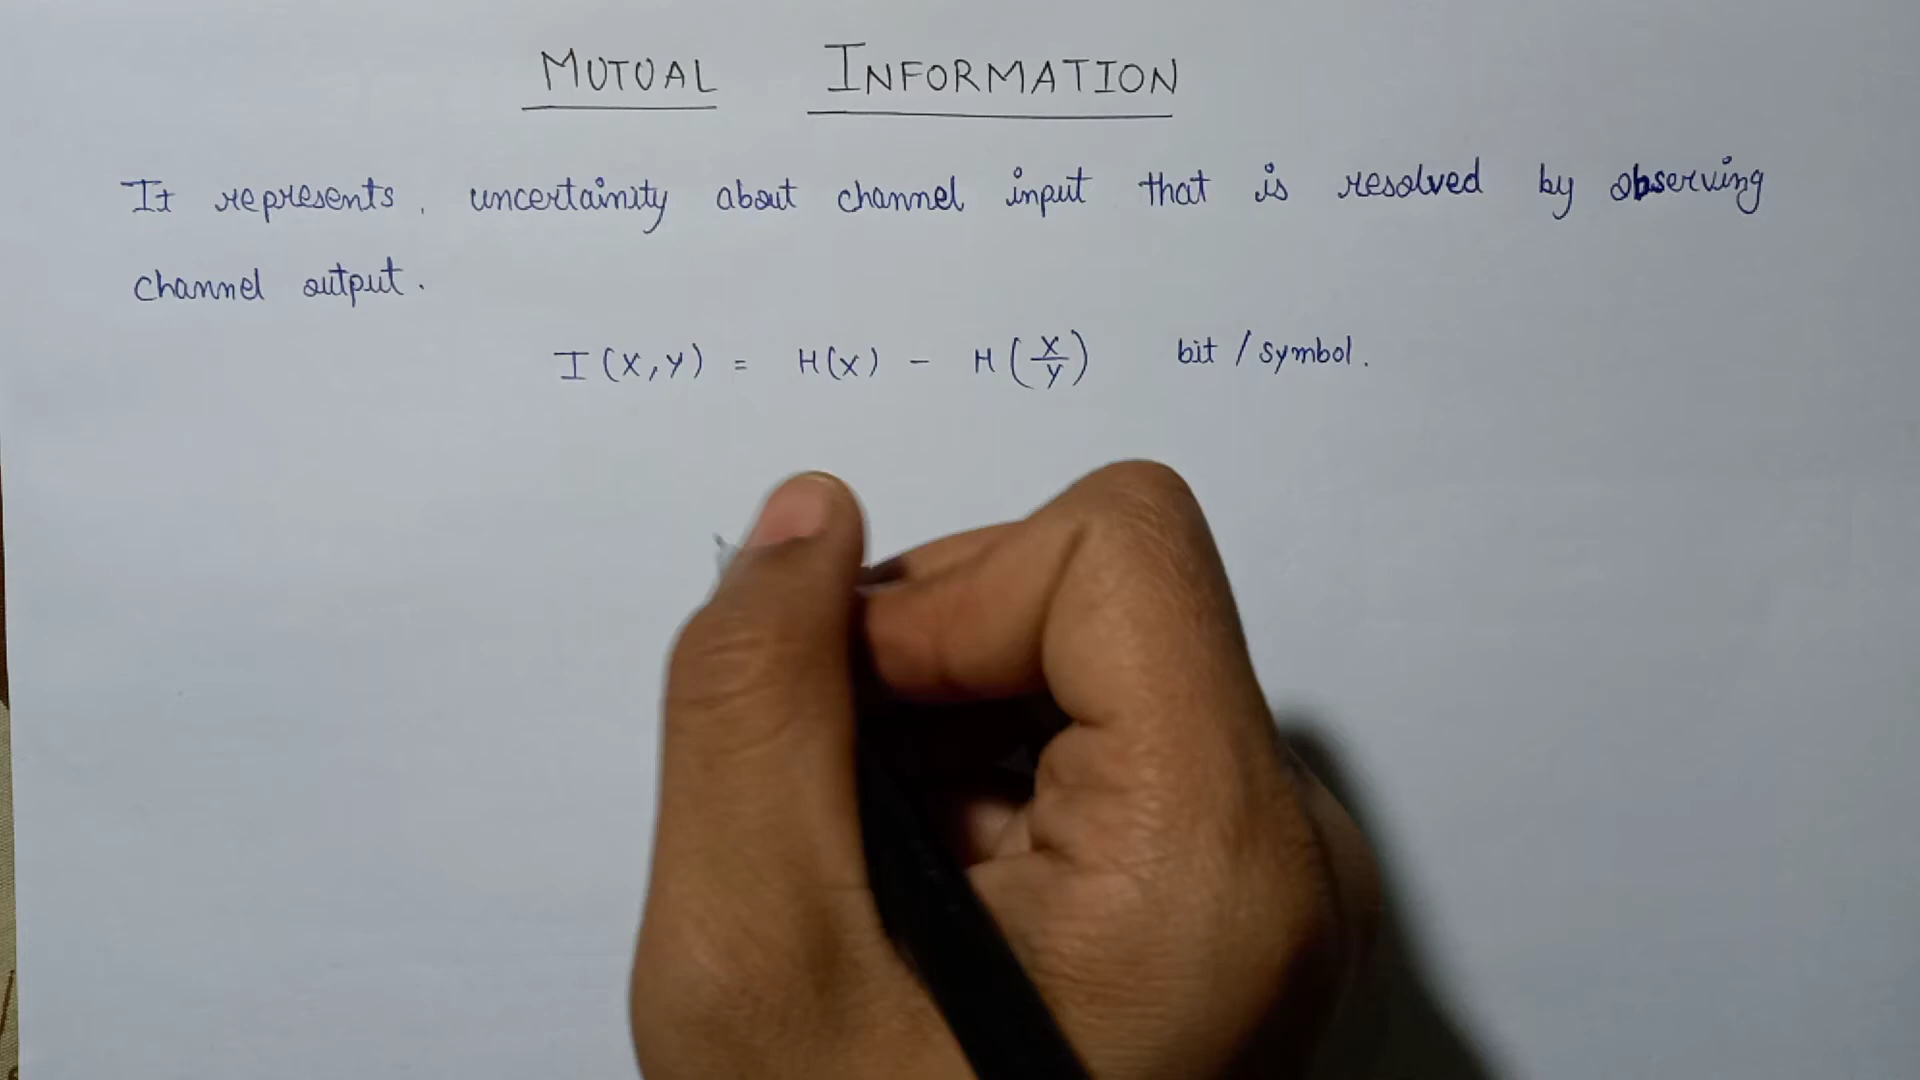 MUTUAL INFORMATION
It represents, uncertainity about channel input that is resolved by observing
channel output.
I(X,Y) = H(X) - H(X/Y) bit / symbol.